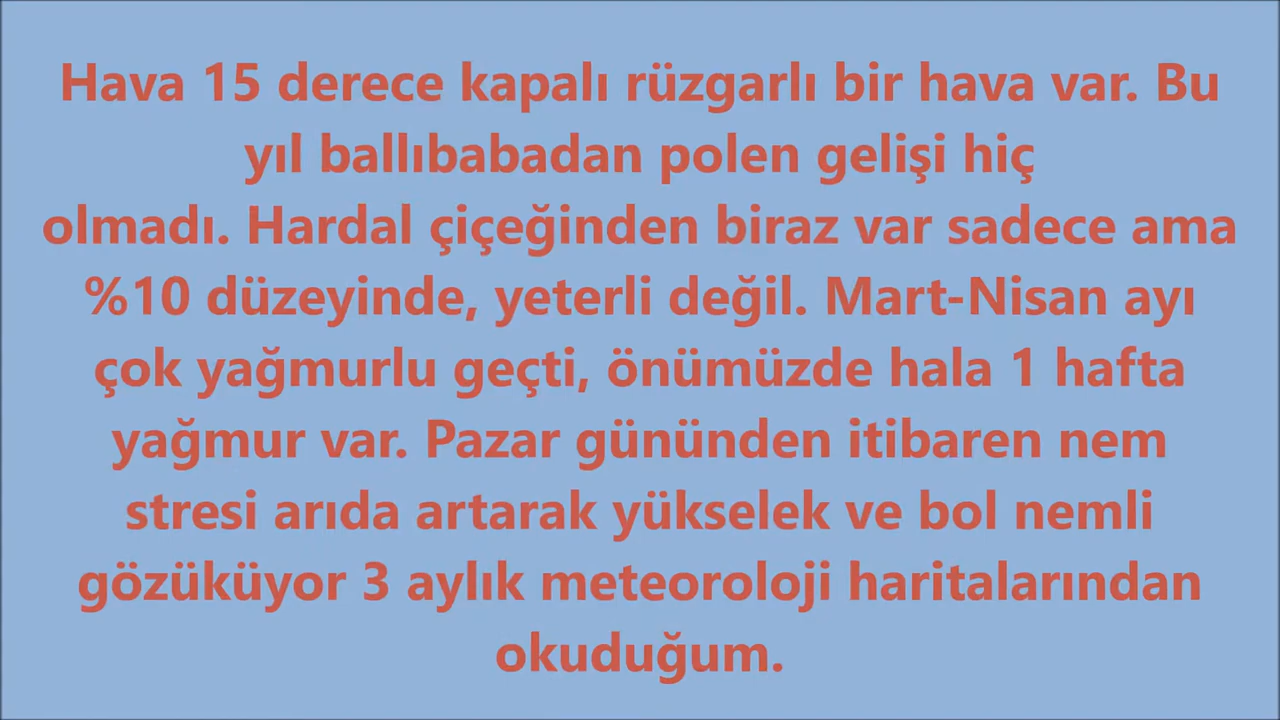 Hava 15 derece kapalı rüzgarlı bir hava var. Bu
yıl ballıbabadan polen gelişi hiç
olmadı. Hardal çiçeğinden biraz var sadece ama
%10 düzeyinde, yeterli değil. Mart-Nisan ayı
çok yağmurlu geçti, önümüzde hala 1 hafta
yağmur var. Pazar gününden itibaren nem
stresi arıda artarak yükselek ve bol nemli
gözüküyor 3 aylık meteoroloji haritalarından
okuduğum.